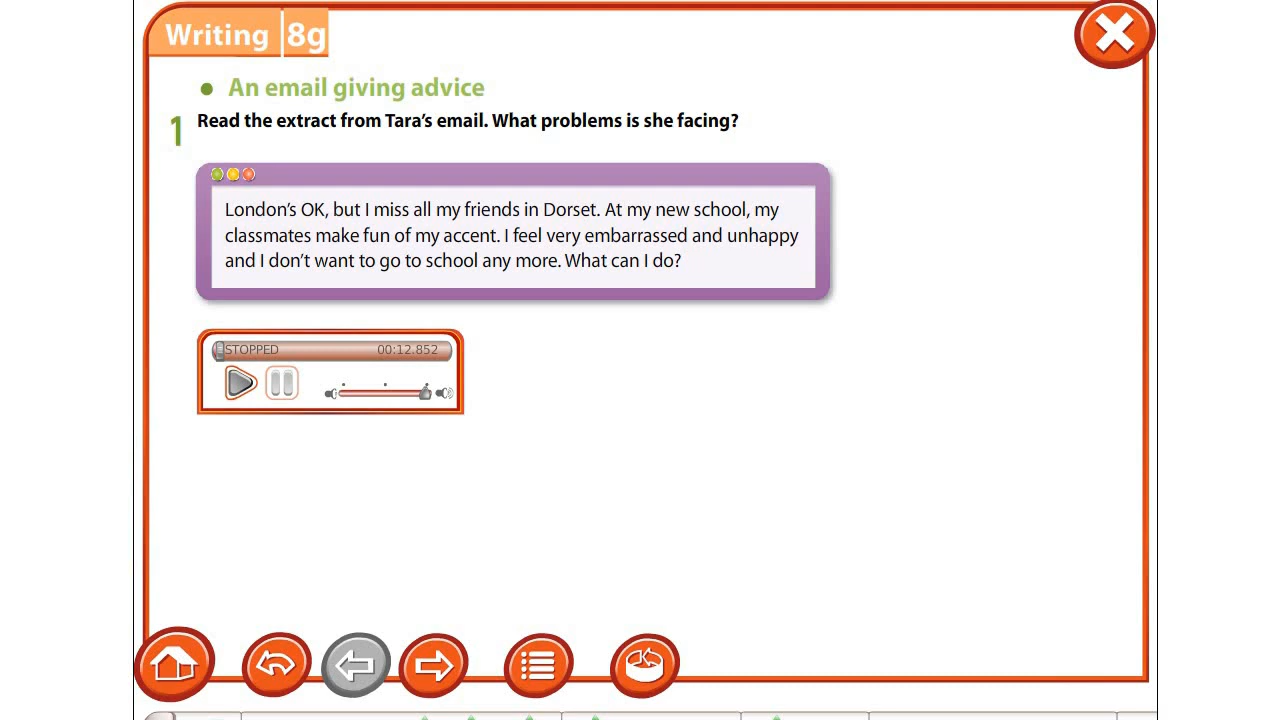 Writing 8g
An email giving advice
1 Read the extract from Tara's email. What problems is she facing?
London's OK, but I miss all my friends in Dorset. At my new school, my
classmates make fun of my accent. I feel very embarrassed and unhappy
and I don't want to go to school any more. What can I do?
STOPPED 00:12.852